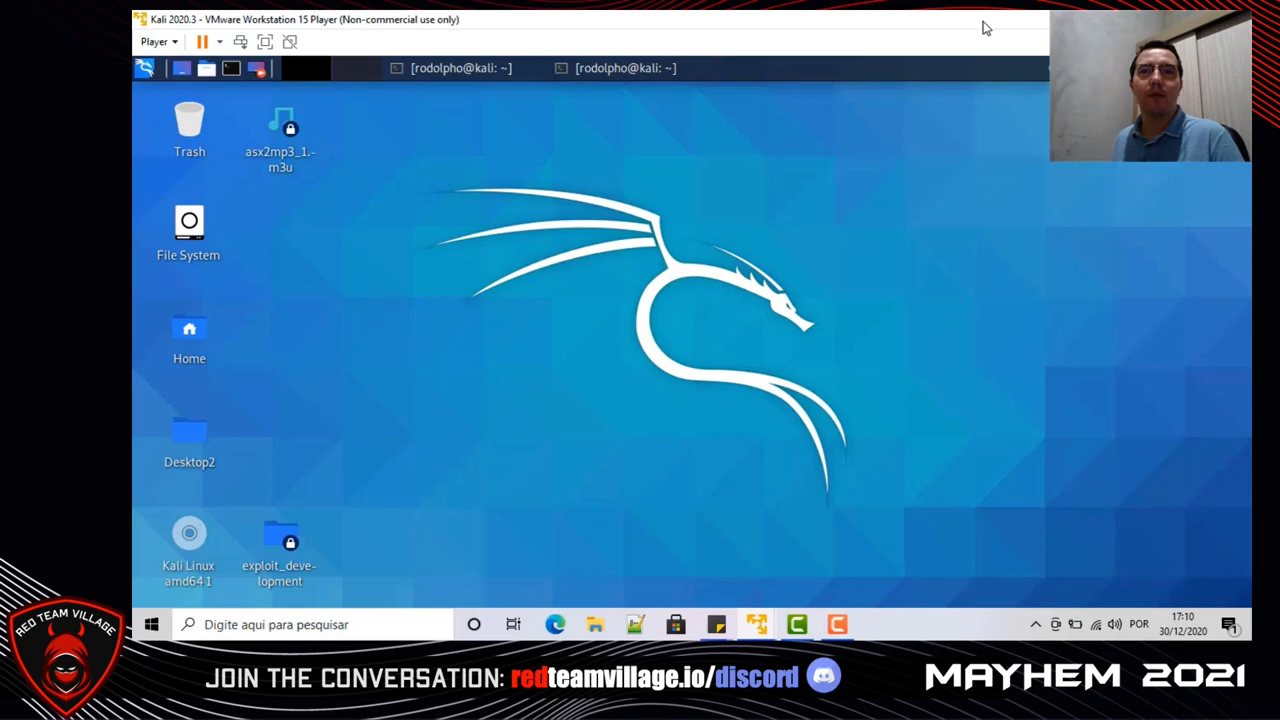 Kali 2020.3 - VMware Workstation 15 Player (Non-commercial use only)
Player
[rodolpho@kali: ~]
[rodolpho@kali: ~]
Trash
asx2mp3_1.-
m3u
File System
Home
Desktop2
Kali Linux
amd64 1
exploit_deve-
lopment
Digite aqui para pesquisar
POR
17:10
30/12/2020
1
RED TEAM VILLAGE
JOIN THE CONVERSATION: redteamvillage.io/discord
MAYHEM 2021